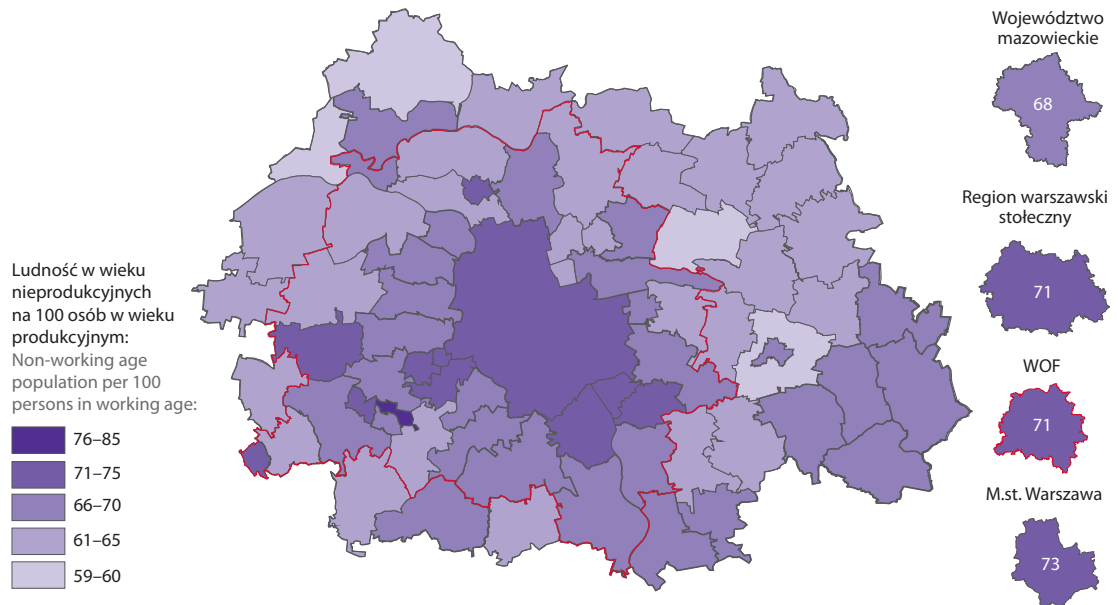 Ludność w wieku
nieprodukcyjnych
na 100 osób w wieku
produkcyjnym:
Non-working age
population per 100
persons in working age:
76–85
71–75
66–70
61–65
59–60
Województwo
mazowieckie
68
Region warszawski
stołeczny
71
WOF
71
M.st. Warszawa
73